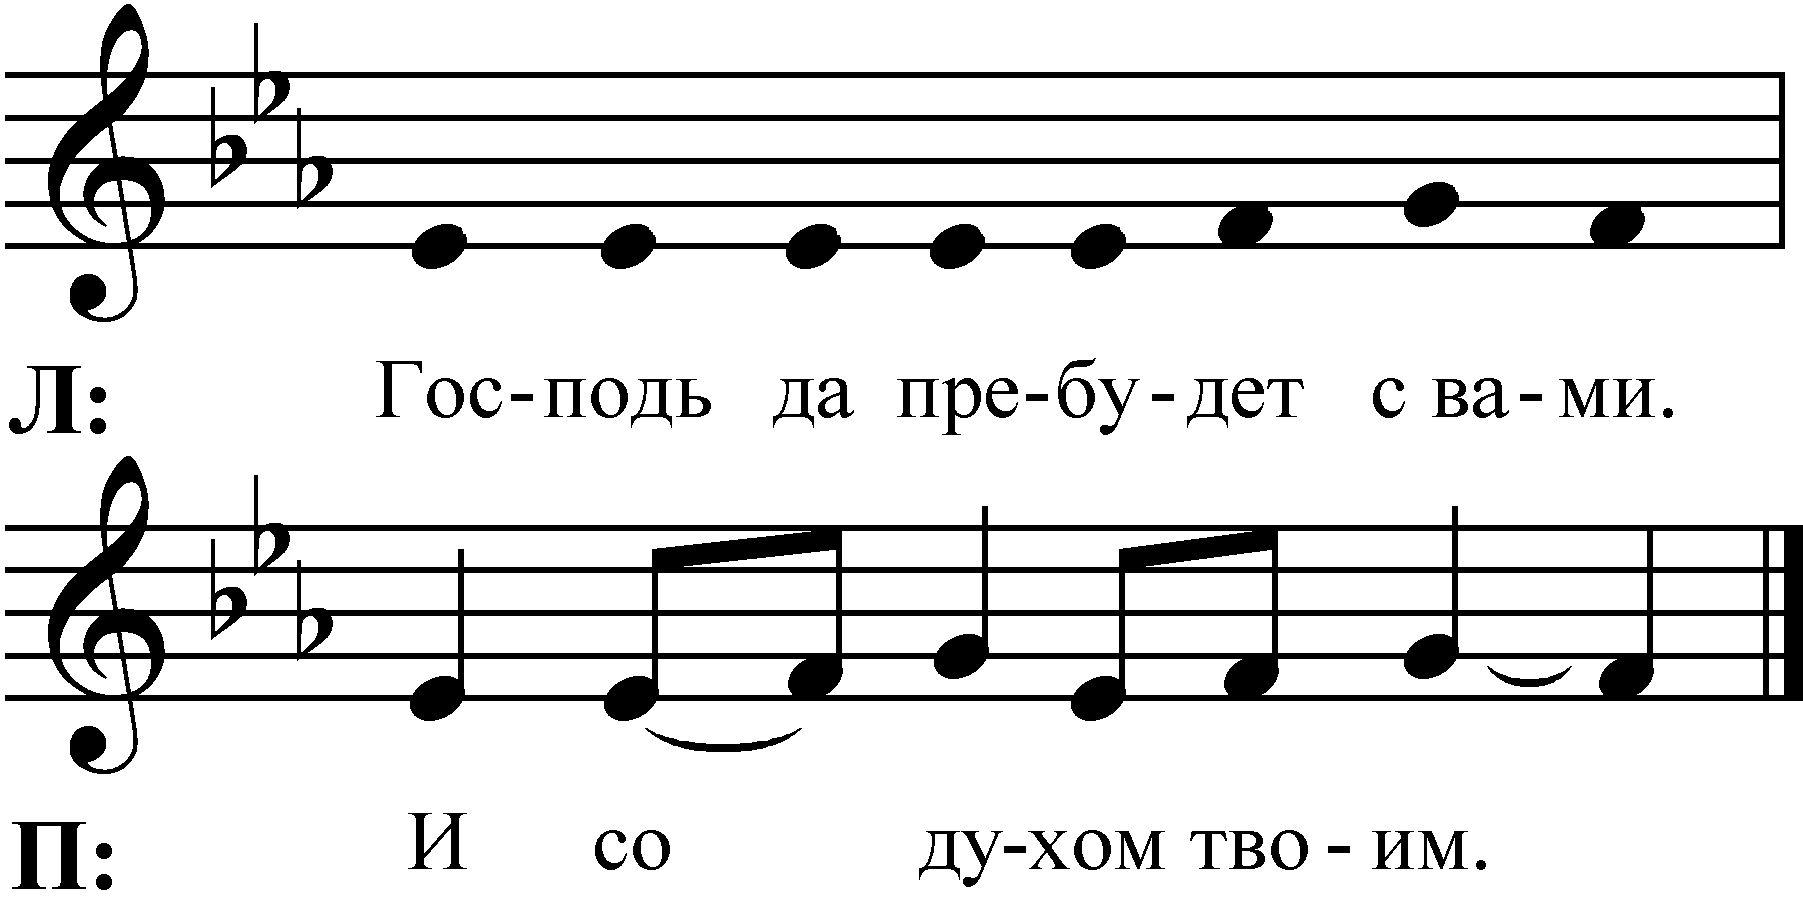 Л: Гос-подь да пре-бу-дет с ва-ми.
П: И со ду-хом тво-им.